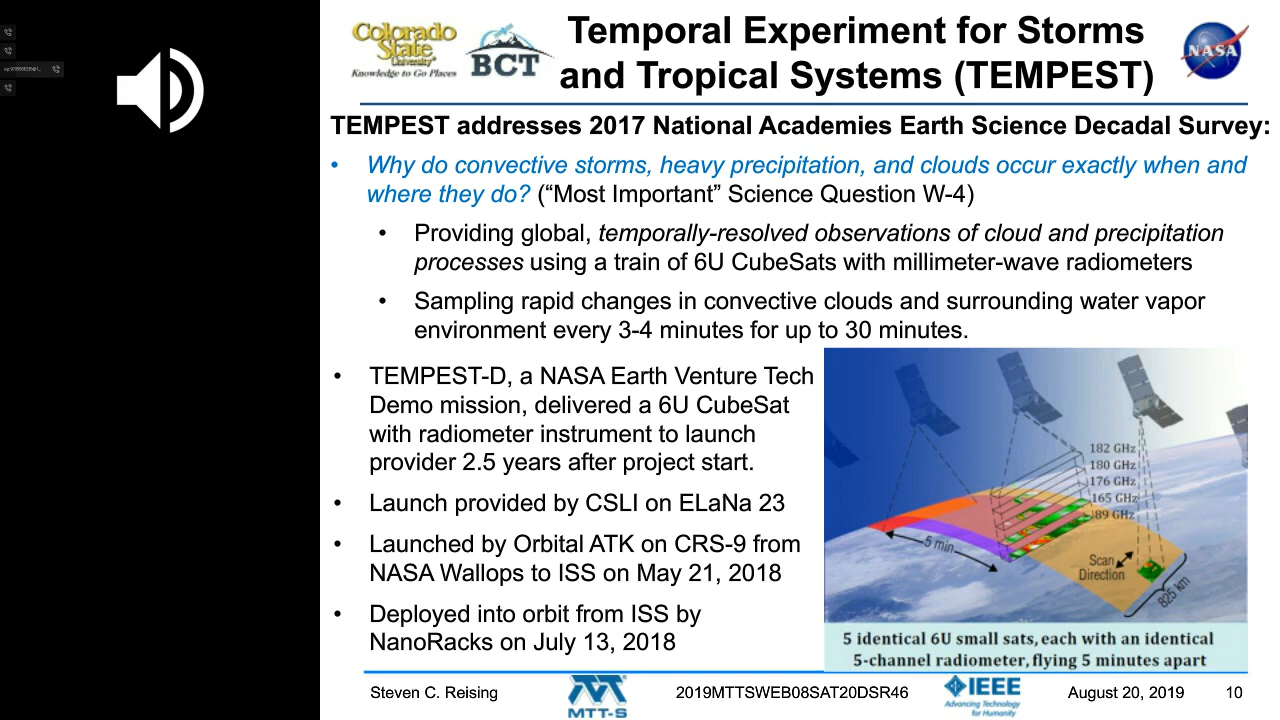 Colorado
State
University
Knowledge to Go Places
BCT
Temporal Experiment for Storms
and Tropical Systems (TEMPEST)
NASA
TEMPEST addresses 2017 National Academies Earth Science Decadal Survey:
• Why do convective storms, heavy precipitation, and clouds occur exactly when and
where they do? (“Most Important” Science Question W-4)
• Providing global, temporally-resolved observations of cloud and precipitation
processes using a train of 6U CubeSats with millimeter-wave radiometers
• Sampling rapid changes in convective clouds and surrounding water vapor
environment every 3-4 minutes for up to 30 minutes.
• TEMPEST-D, a NASA Earth Venture Tech
Demo mission, delivered a 6U CubeSat
with radiometer instrument to launch
provider 2.5 years after project start.
• Launch provided by CSLI on ELaNa 23
• Launched by Orbital ATK on CRS-9 from
NASA Wallops to ISS on May 21, 2018
• Deployed into orbit from ISS by
NanoRacks on July 13, 2018
182 GHz
180 GHz
176 GHz
165 GHz
89 GHz
5 min
Scan
Direction
825 km
5 identical 6U small sats, each with an identical
5-channel radiometer, flying 5 minutes apart
Steven C. Reising
MTT-S
2019MTTSWEB08SAT20DSR46
IEEE
Advancing Technology
for Humanity
August 20, 2019
10